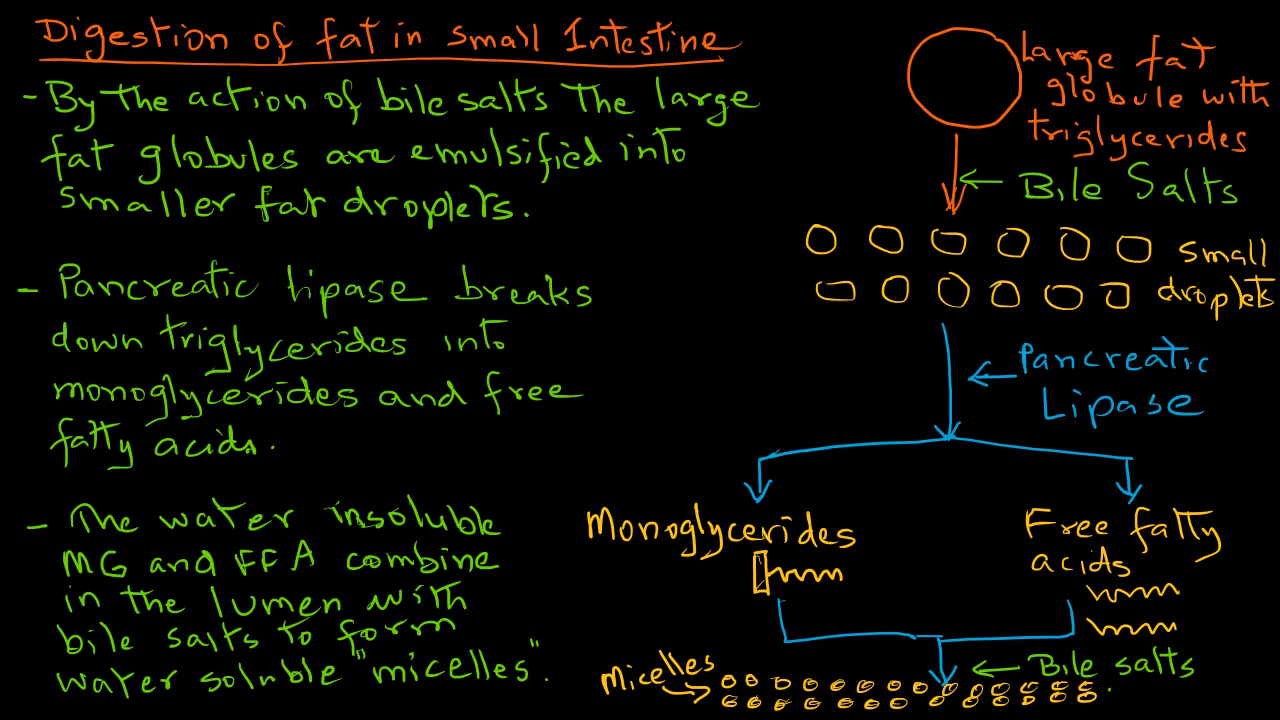 Digestion of fat in small Intestine
- By the action of bile salts the large
fat globules are emulsified into
smaller fat droplets.
- Pancreatic lipase breaks
down triglycerides into
monoglycerides and free
fatty acids.
- The water insoluble
MG and FFA combine
in the lumen with
bile salts to form
water soluble "micelles".
Large fat
globule with
triglycerides
Bile Salts
small
droplets
Pancreatic
Lipase
Monoglycerides
Free fatty
acids
Bile salts
Micelles